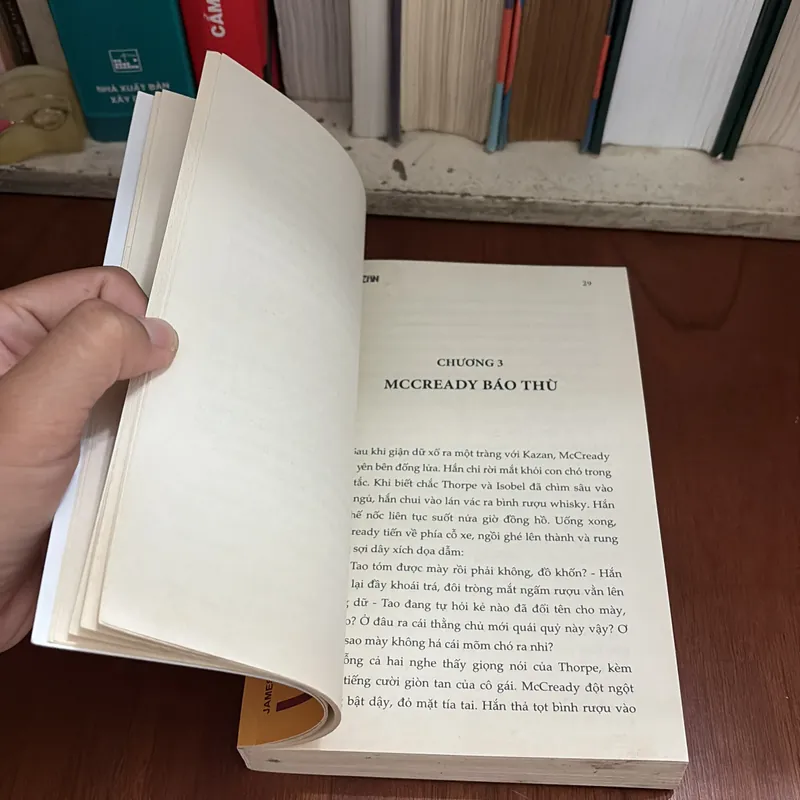 NHÀ XUẤT BẢN
XÂY
CẨM
29
CHƯƠNG 3
MCCREADY BÁO THÙ
Sau khi giận dữ xổ ra một tràng với Kazan, McCready
yên bên đống lửa. Hắn chỉ rời mắt khỏi con chó trong
tắc. Khi biết chắc Thorpe và Isobel đã chìm sâu vào
ngủ, hắn chui vào lán vác ra bình rượu whisky. Hắn
nốc liên tục suốt nửa giờ đồng hồ. Uống xong,
ready tiến về phía cỗ xe, ngồi ghé lên thành và rung
sợi dây xích dọa dẫm:
Tao tóm được mày rồi phải không, đồ khốn? - Hắn
lại đầy khoái trá, đôi tròng mắt ngấm rượu vằn lên
dữ - Tao đang tự hỏi kẻ nào đã đổi tên cho mày,
o? Ở đâu ra cái thằng chủ mới quái quỷ này vậy? Ơ
sao mày không há cái mõm chó ra nhỉ?
ỗng cả hai nghe thấy giọng nói của Thorpe, kèm
tiếng cười giòn tan của cô gái. McCready đột ngột
bật dậy, đỏ mặt tía tai. Hắn thả tọt bình rượu vào
JAME